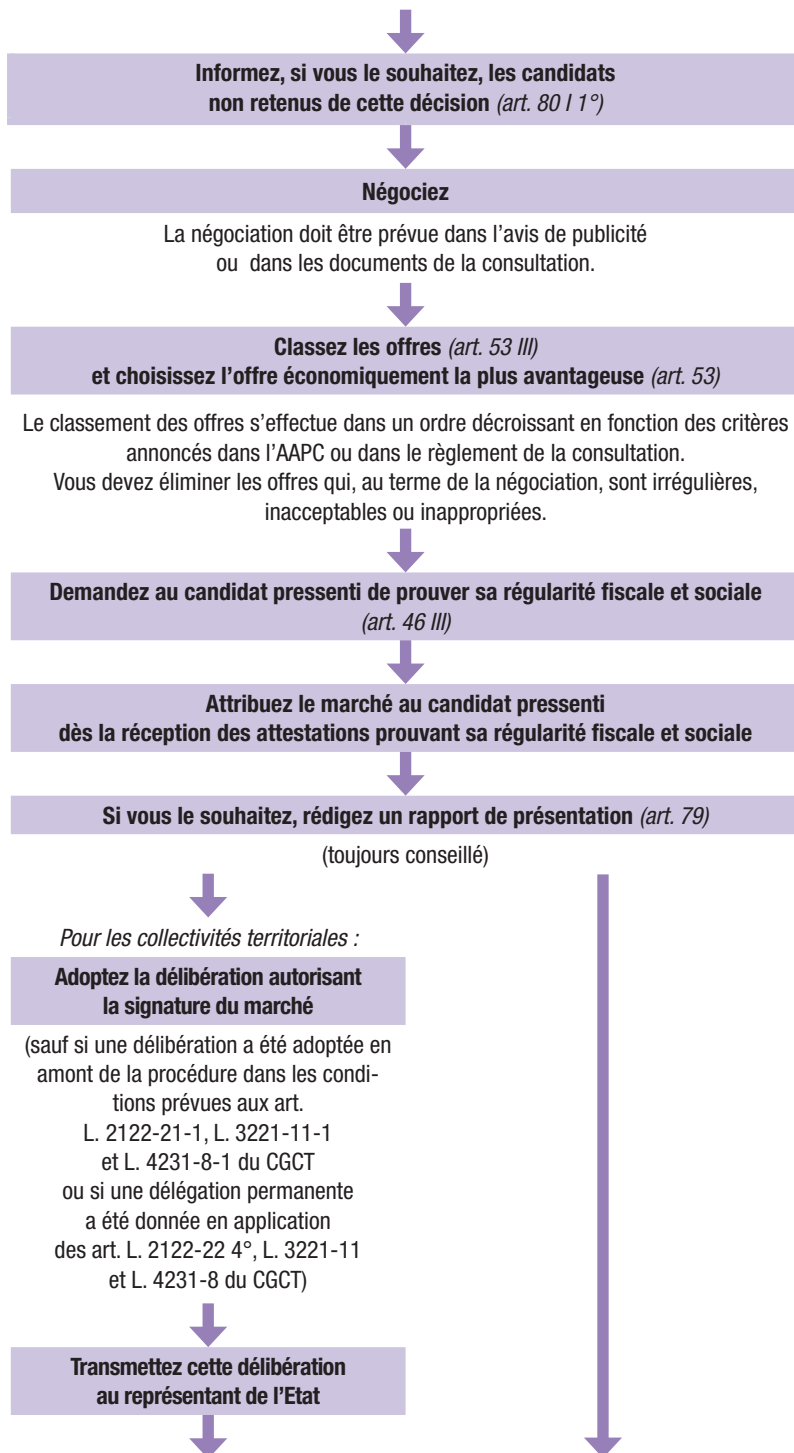 Informez, si vous le souhaitez, les candidats
non retenus de cette décision (art. 80 I 1°)
Négociez
La négociation doit être prévue dans l’avis de publicité
ou dans les documents de la consultation.
Classez les offres (art. 53 III)
et choisissez l’offre économiquement la plus avantageuse (art. 53)
Le classement des offres s’effectue dans un ordre décroissant en fonction des critères
annoncés dans l’AAPC ou dans le règlement de la consultation.
Vous devez éliminer les offres qui, au terme de la négociation, sont irrégulières,
inacceptables ou inappropriées.
Demandez au candidat pressenti de prouver sa régularité fiscale et sociale
(art. 46 III)
Attribuez le marché au candidat pressenti
dès la réception des attestations prouvant sa régularité fiscale et sociale
Si vous le souhaitez, rédigez un rapport de présentation (art. 79)
(toujours conseillé)
Pour les collectivités territoriales :
Adoptez la délibération autorisant
la signature du marché
(sauf si une délibération a été adoptée en
amont de la procédure dans les condi-
tions prévues aux art.
L. 2122-21-1, L. 3221-11-1
et L. 4231-8-1 du CGCT
ou si une délégation permanente
a été donnée en application
des art. L. 2122-22 4°, L. 3221-11
et L. 4231-8 du CGCT)
Transmettez cette délibération
au représentant de l’Etat